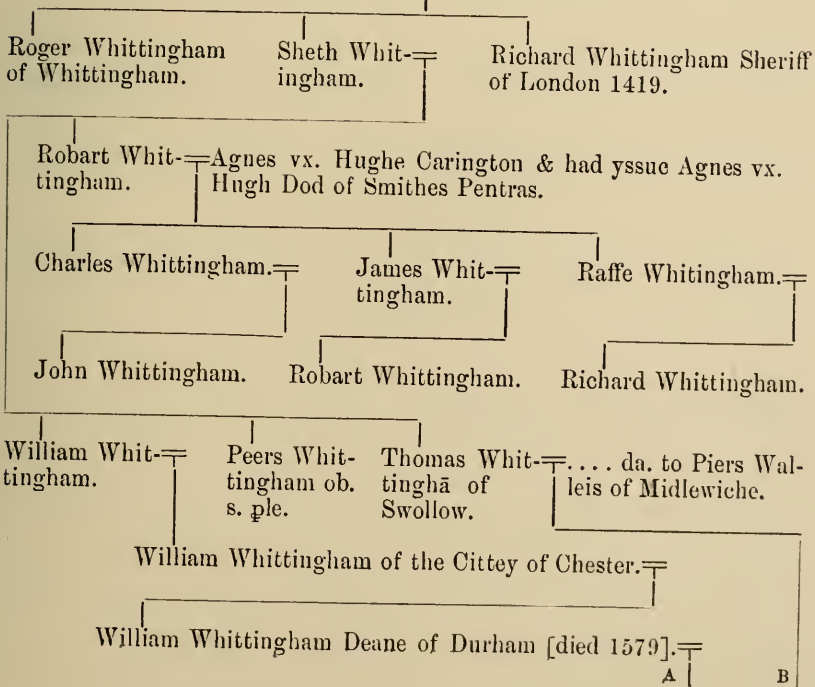 Roger Whittingham Sheth Whit- Richard Whittingham Sheriff
of Whittingham. ingham. of London 1419.
Robart Whit- Agnes vx. Hughe Carington & had yssue Agnes vx.
tingham. Hugh Dod of Smithes Pentras.
Charles Whittingham. James Whit- Raffe Whitingham.
tingham.
John Whittingham. Robart Whittingham. Richard Whittingham.
William Whit- Peers Whit- Thomas Whit- .... da. to Piers Wal-
tingham. tingham ob. tinghā of leis of Midlewiche.
s. ꝑle. Swollow.
William Whittingham of the Cittey of Chester.
William Whittingham Deane of Durham [died 1579].
A B